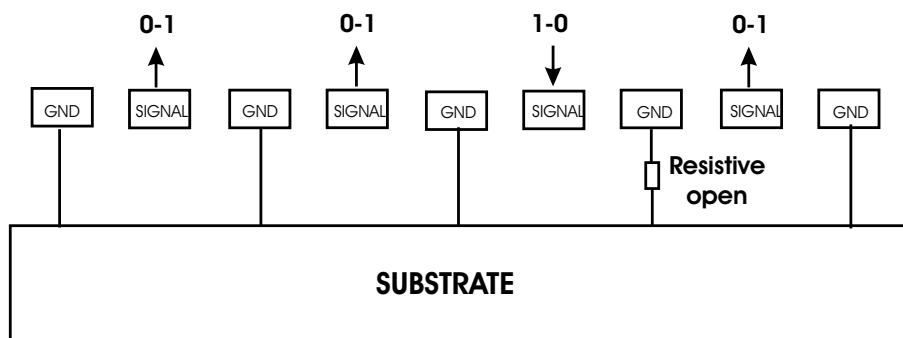 0-1 0-1 1-0 0-1
GND SIGNAL GND SIGNAL GND SIGNAL GND SIGNAL GND
Resistive
open
SUBSTRATE